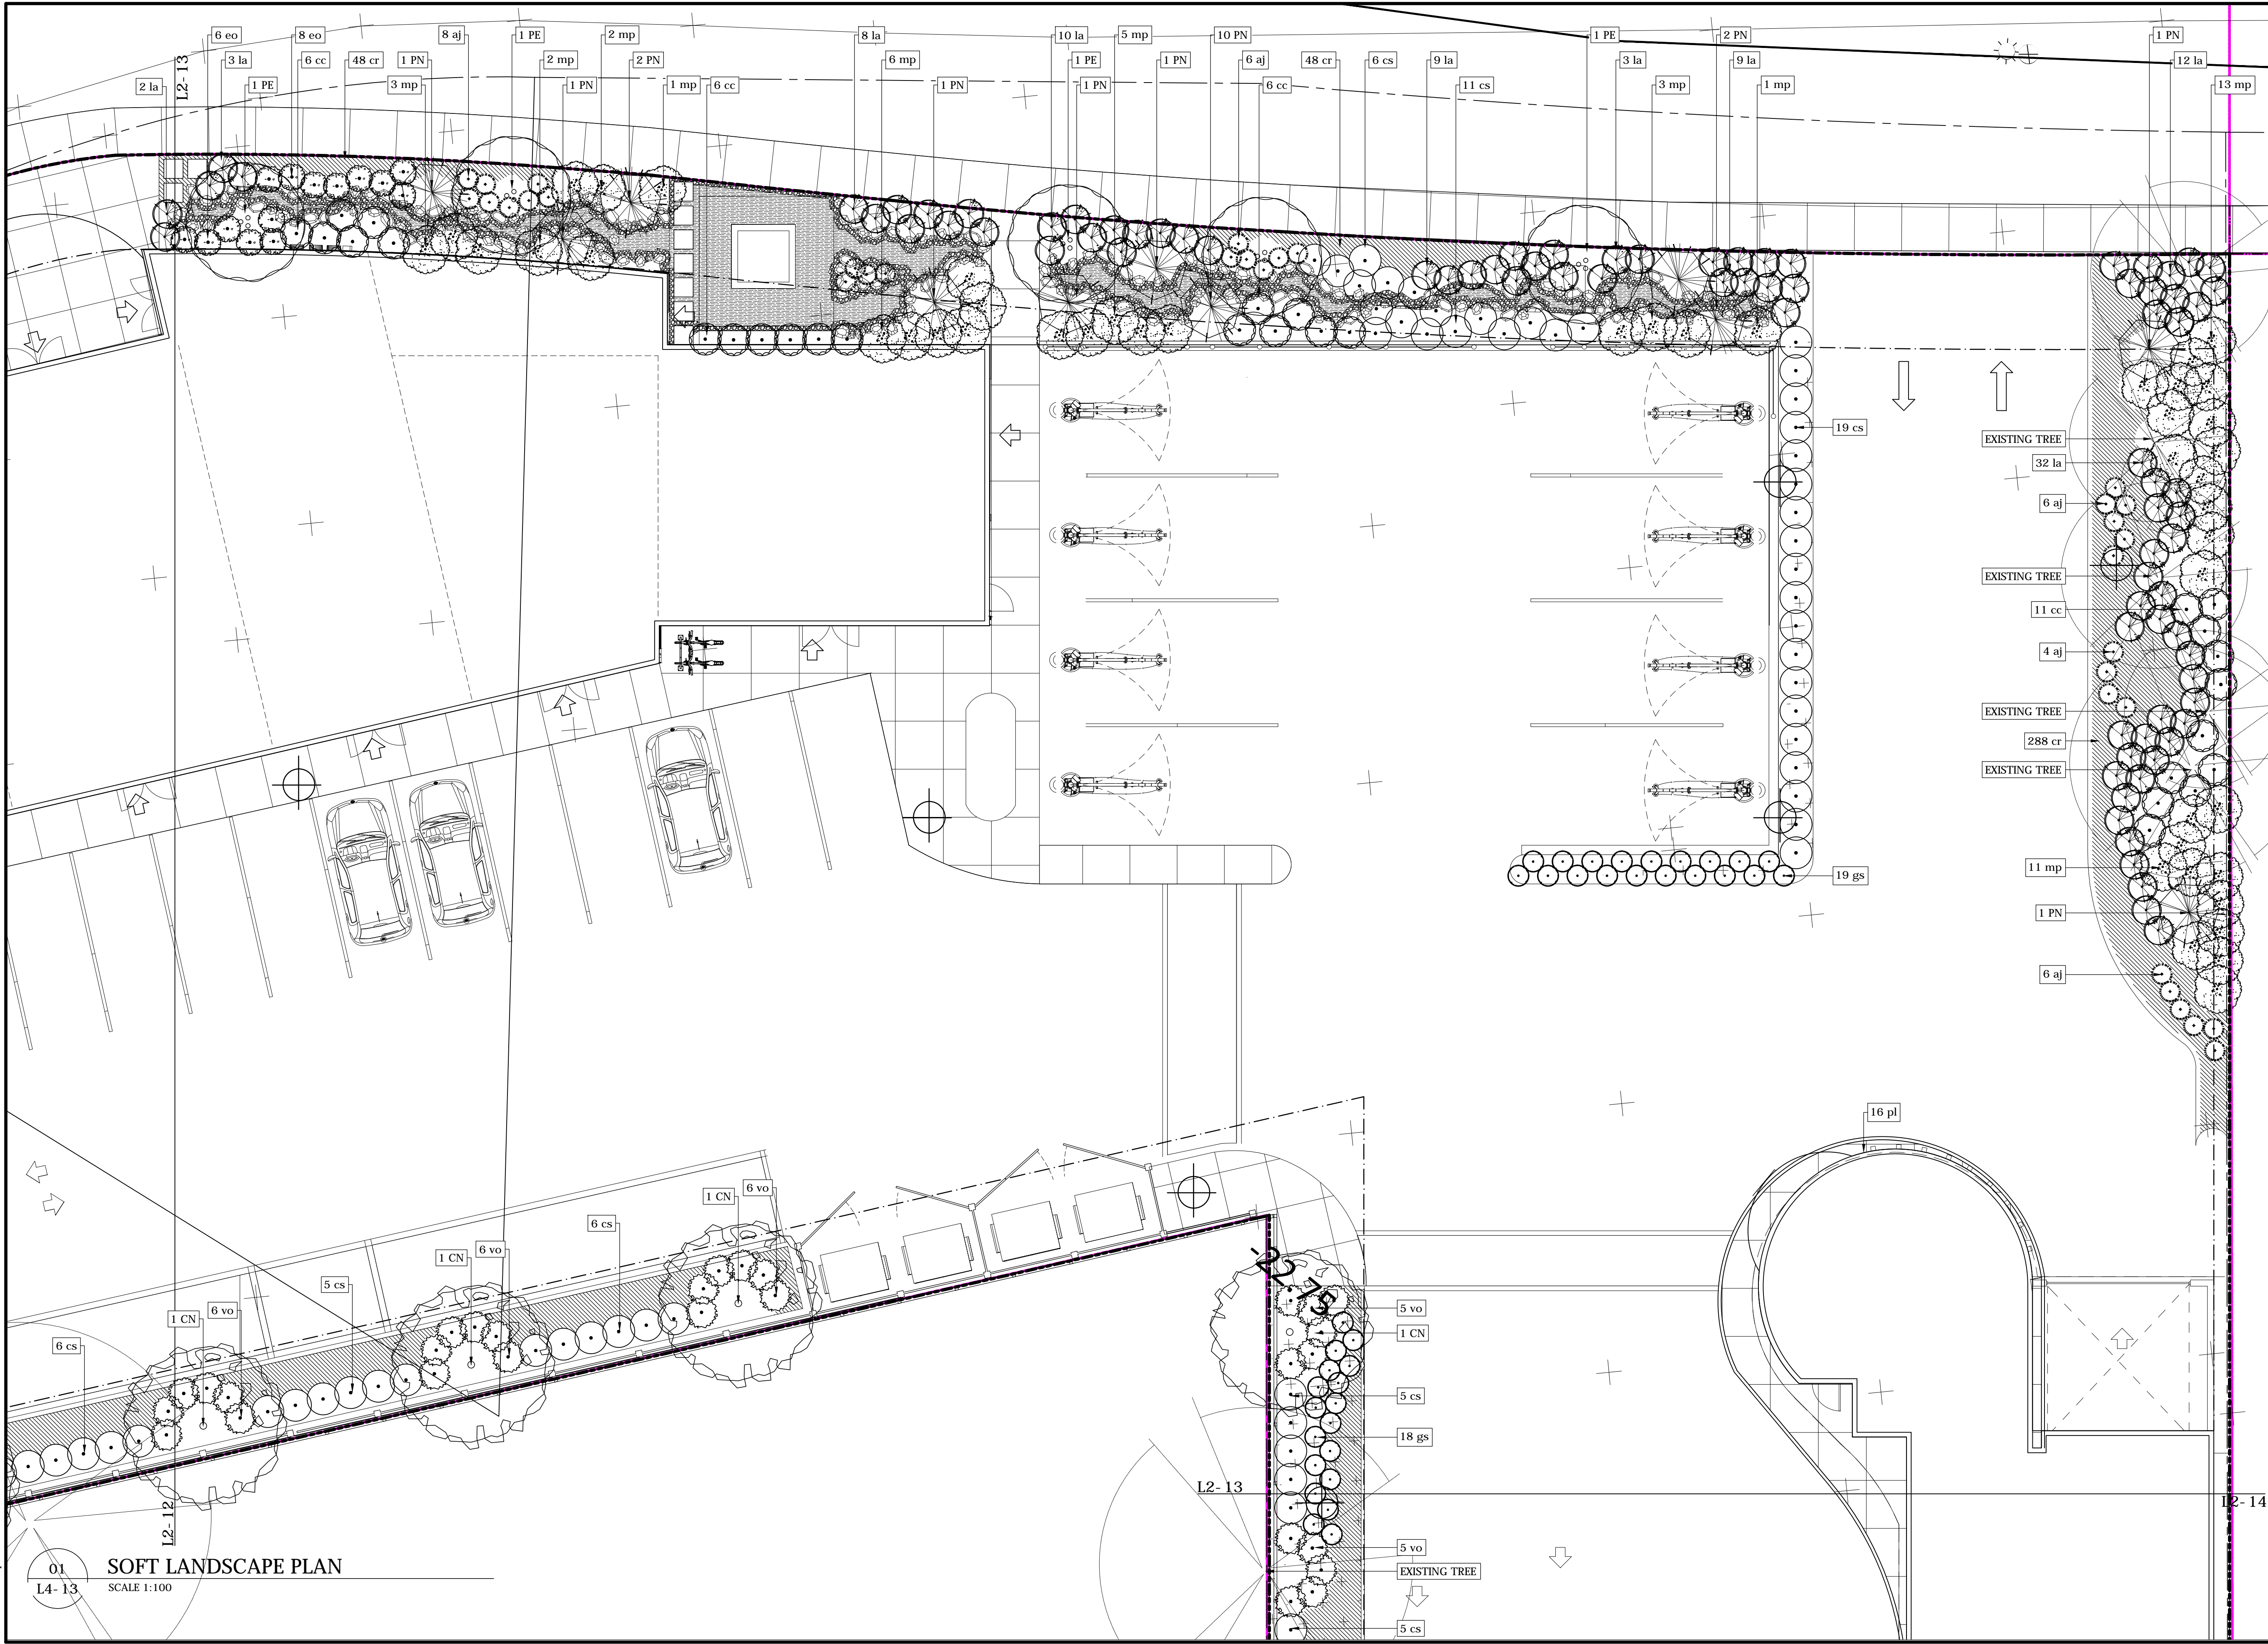 6 eo
8 eo
8 aj
1 PE
2 mp
8 la
10 la
5 mp
10 PN
1 PE
2 PN
1 PN
3 la
6 cc
48 cr
1 PN
2 mp
2 PN
6 mp
1 PE
1 PN
6 aj
48 cr
6 cs
9 la
3 la
9 la
12 la
2 la
1 PE
3 mp
1 PN
1 mp
6 cc
1 PN
1 PN
6 cc
11 cs
3 mp
1 mp
13 mp
L2-13
19 cs
EXISTING TREE
32 la
6 aj
EXISTING TREE
11 cc
4 aj
EXISTING TREE
288 cr
EXISTING TREE
11 mp
19 gs
1 PN
6 aj
16 pl
6 vo
1 CN
6 cs
6 vo
1 CN
5 cs
6 vo
1 CN
6 cs
-22.15
5 vo
1 CN
5 cs
18 gs
L2-13
L2-14
L2-12
5 vo
EXISTING TREE
5 cs
01
L4-13
SOFT LANDSCAPE PLAN
SCALE 1:100